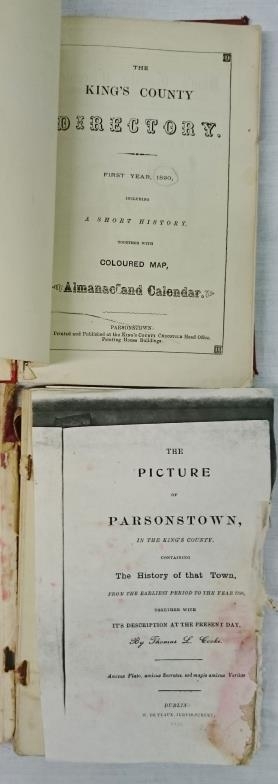 THE
KING'S COUNTY
DIRECTORY.
FIRST YEAR, 1890,
INCLUDING
A SHORT HISTORY,
TOGETHER WITH
COLOURED MAP,
Almanac and Calendar.
PARSONSTOWN:
Printed and Published at the KING'S COUNTY CHRONICLE Head Office,
Printing House Buildings.
THE
PICTURE
OF
PARSONSTOWN,
IN THE KING'S COUNTY,
CONTAINING
The History of that Town,
FROM THE EARLIEST PERIOD TO THE YEAR
TOGETHER WITH
IT'S DESCRIPTION AT THE PRESENT DAY,
By Thomas L. Cooke.
Amicus Plato, amicus Socrates, sed magis amicus Veritas
DUBLIN: